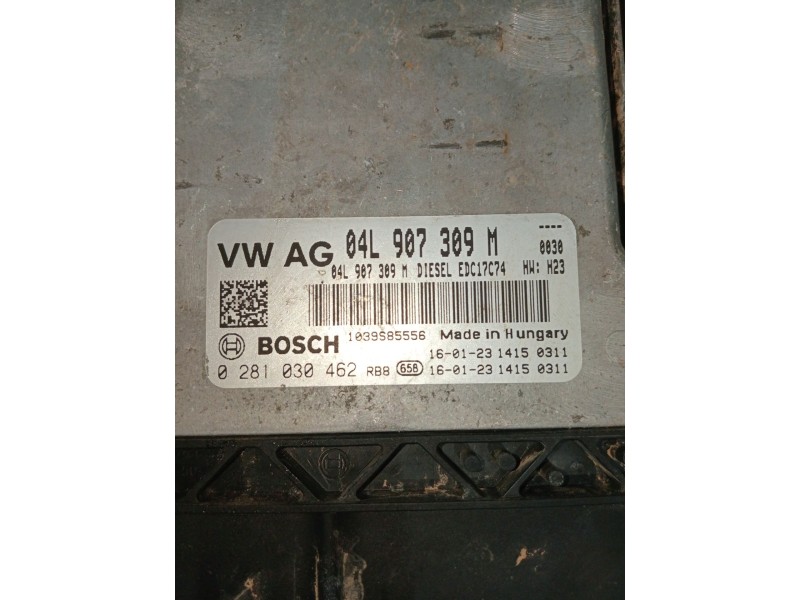 VW AG 04L 907 309 M ----
04L 907 309 M DIESEL EDC17C74 0030
HW: H23
1039S85556 Made in Hungary
BOSCH
16-01-23 1415 0311
0 281 030 462 RB8 658 16-01-23 1415 0311